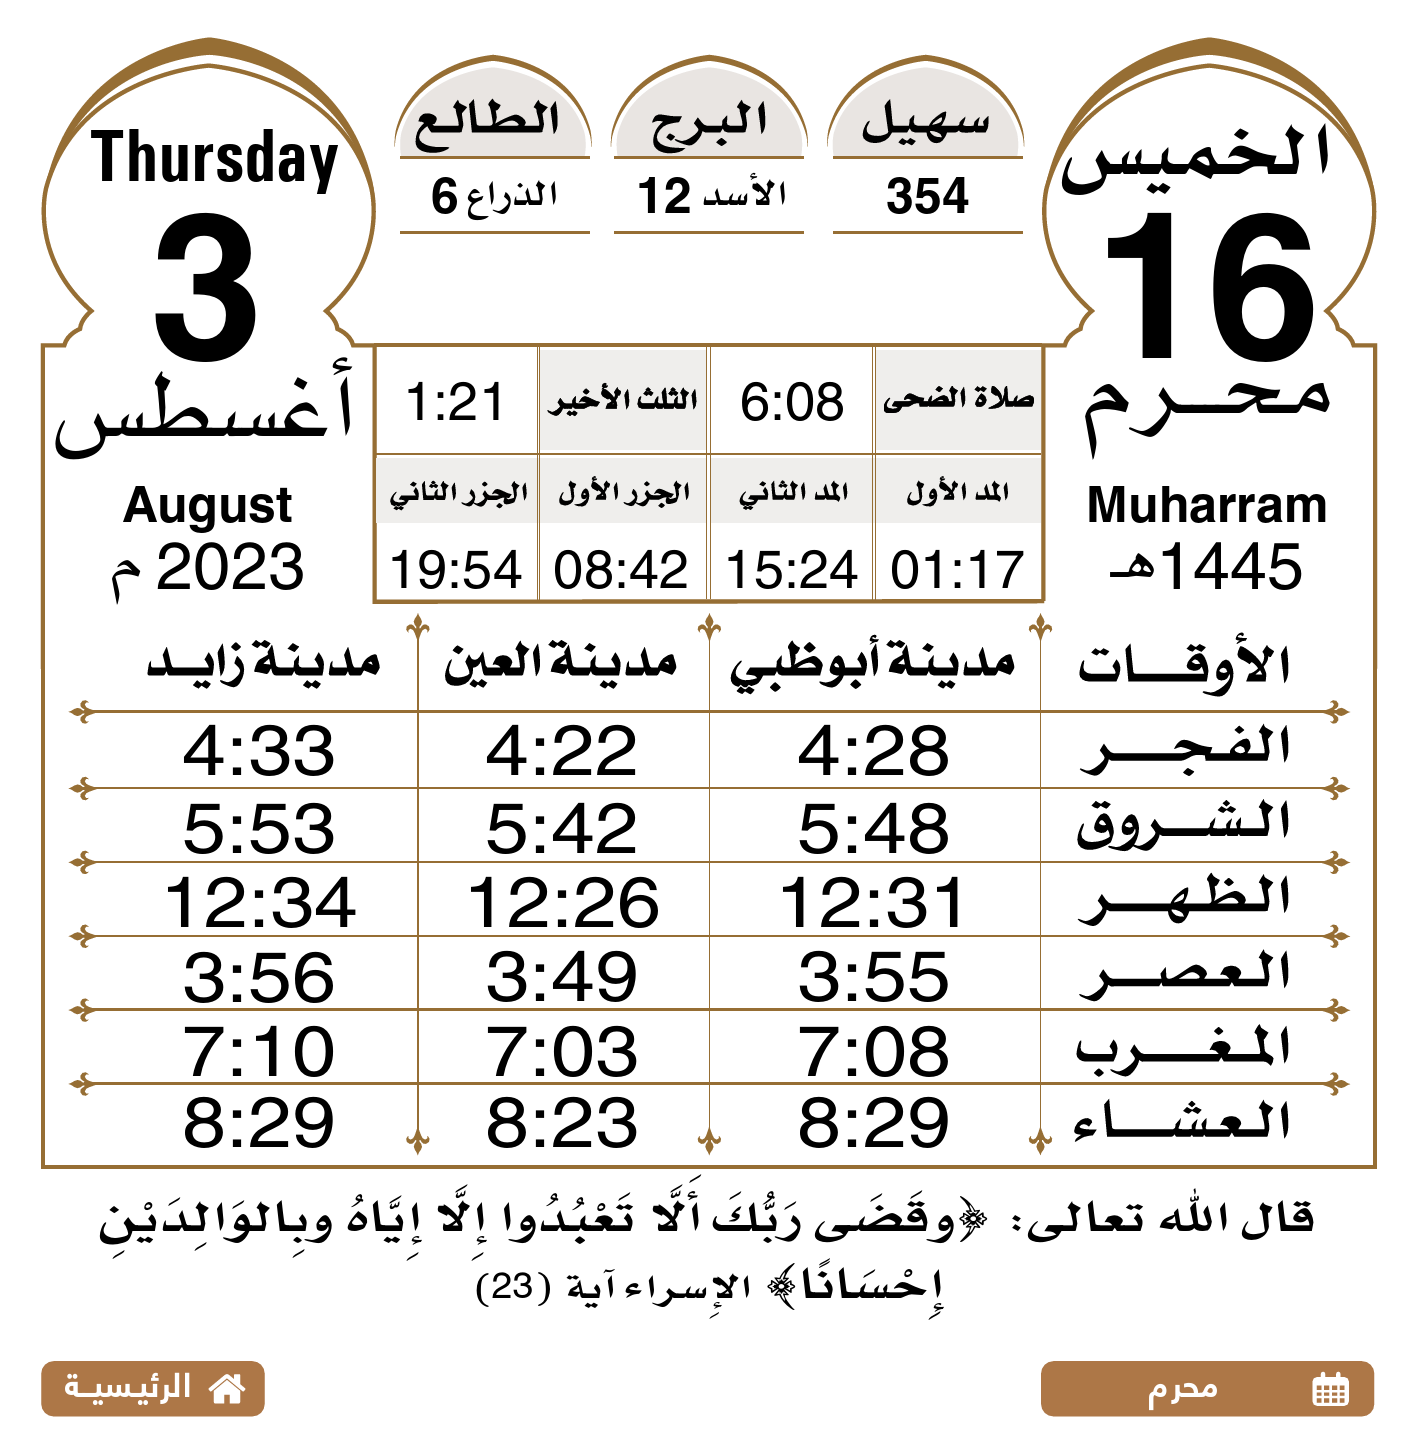 الخميس
16
محرم
Muharram
1445هـ
سهيل
354
البرج
الأسد 12
الطالع
الذراع 6
Thursday
3
أغسطس
August
2023 م
صلاة الضحى 6:08 الثلث الأخير 1:21
المد الأول المد الثاني الجزر الأول الجزر الثاني
01:17 15:24 08:42 19:54
الأوقات مدينة أبوظبي مدينة العين مدينة زايد
الفجر 4:28 4:22 4:33
الشروق 5:48 5:42 5:53
الظهر 12:31 12:26 12:34
العصر 3:55 3:49 3:56
المغرب 7:08 7:03 7:10
العشاء 8:29 8:23 8:29
قال الله تعالى: ﴿وقَضَى رَبُّكَ أَلَّا تَعْبُدُوا إِلَّا إِيَّاهُ وبِالوَالِدَيْنِ
إِحْسَانًا﴾ الإسراء آية (23)
محرم
الرئيسية